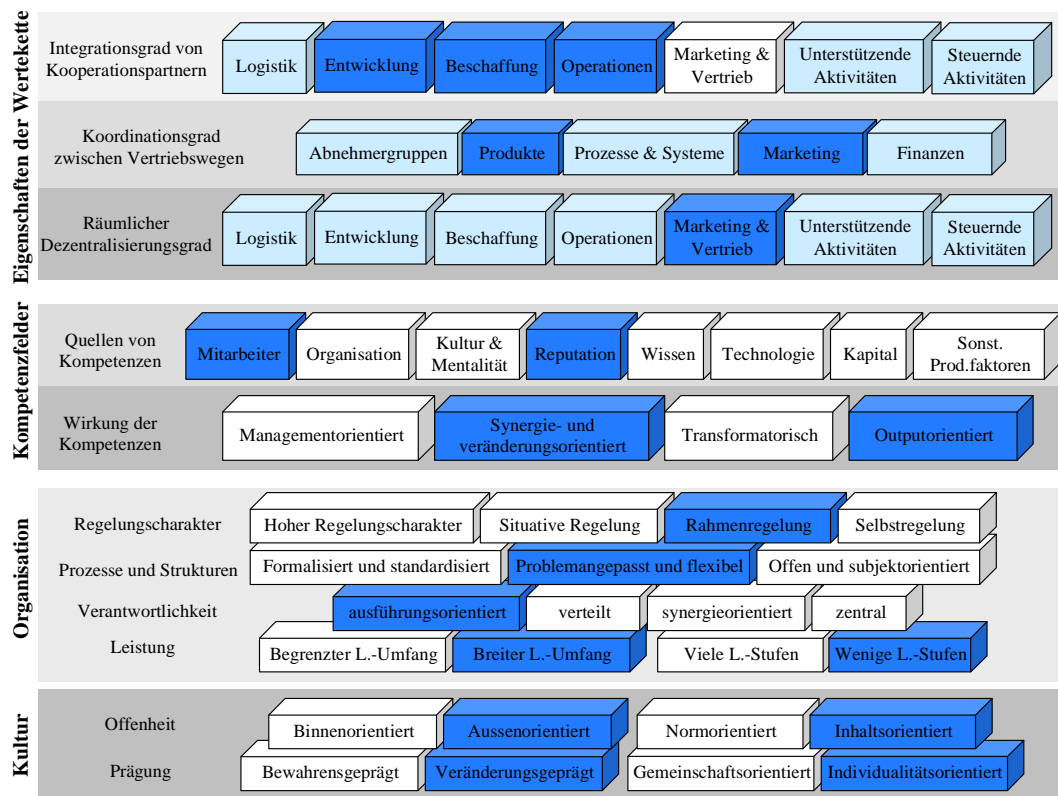 Eigenschaften der Wertekette
Integrationsgrad von
Kooperationspartnern
Logistik
Entwicklung
Beschaffung
Operationen
Marketing &
Vertrieb
Unterstützende
Aktivitäten
Steuernde
Aktivitäten
Koordinationsgrad
zwischen Vertriebswegen
Abnehmergruppen
Produkte
Prozesse & Systeme
Marketing
Finanzen
Räumlicher
Dezentralisierungsgrad
Logistik
Entwicklung
Beschaffung
Operationen
Marketing &
Vertrieb
Unterstützende
Aktivitäten
Steuernde
Aktivitäten
Kompetenzfelder
Quellen von
Kompetenzen
Mitarbeiter
Organisation
Kultur &
Mentalität
Reputation
Wissen
Technologie
Kapital
Sonst.
Prod.faktoren
Wirkung der
Kompetenzen
Managementorientiert
Synergie- und
veränderungsorientiert
Transformatorisch
Outputorientiert
Organisation
Regelungscharakter
Hoher Regelungscharakter
Situative Regelung
Rahmenregelung
Selbstregelung
Prozesse und Strukturen
Formalisiert und standardisiert
Problemangepasst und flexibel
Offen und subjektorientiert
Verantwortlichkeit
ausführungsorientiert
verteilt
synergieorientiert
zentral
Leistung
Begrenzter L.-Umfang
Breiter L.-Umfang
Viele L.-Stufen
Wenige L.-Stufen
Kultur
Offenheit
Binnenorientiert
Aussenorientiert
Normorientiert
Inhaltsorientiert
Prägung
Bewahrensgeprägt
Veränderungsgeprägt
Gemeinschaftsorientiert
Individualitätsorientiert